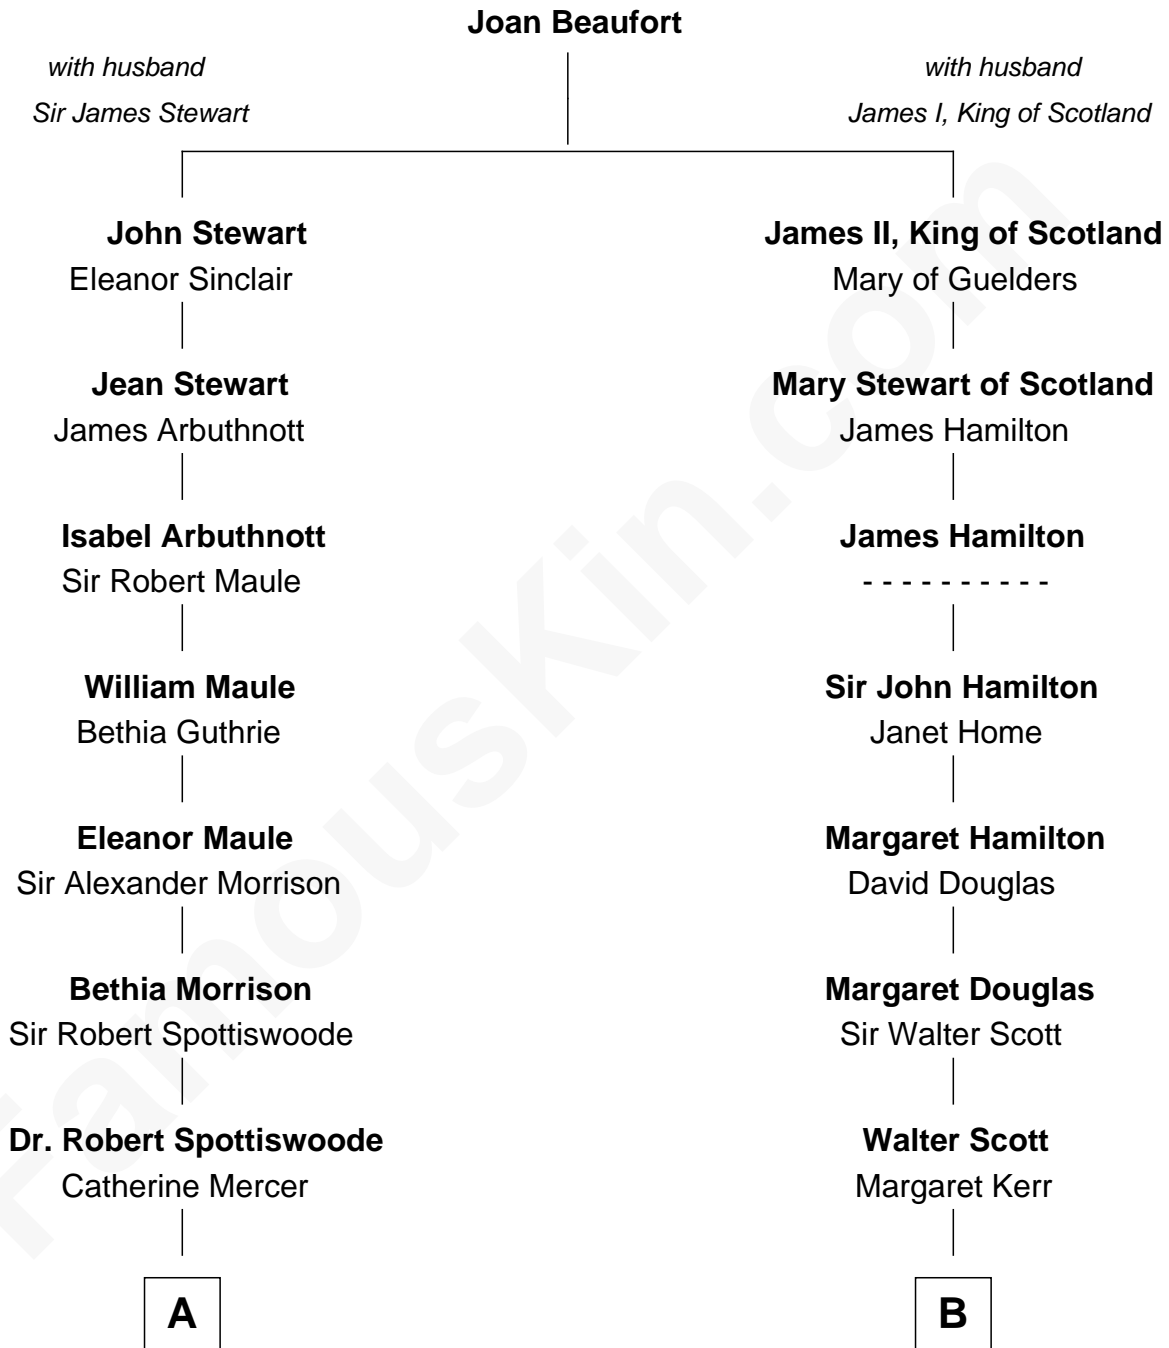 Joan Beaufort
with husband
Sir James Stewart
with husband
James I, King of Scotland
John Stewart
Eleanor Sinclair
James II, King of Scotland
Mary of Guelders
Jean Stewart
James Arbuthnott
Mary Stewart of Scotland
James Hamilton
Isabel Arbuthnott
Sir Robert Maule
James Hamilton
- - - - - - - - - -
William Maule
Bethia Guthrie
Sir John Hamilton
Janet Home
Eleanor Maule
Sir Alexander Morrison
Margaret Hamilton
David Douglas
Bethia Morrison
Sir Robert Spottiswoode
Margaret Douglas
Sir Walter Scott
Dr. Robert Spottiswoode
Catherine Mercer
Walter Scott
Margaret Kerr
A
B
FamousKin.com